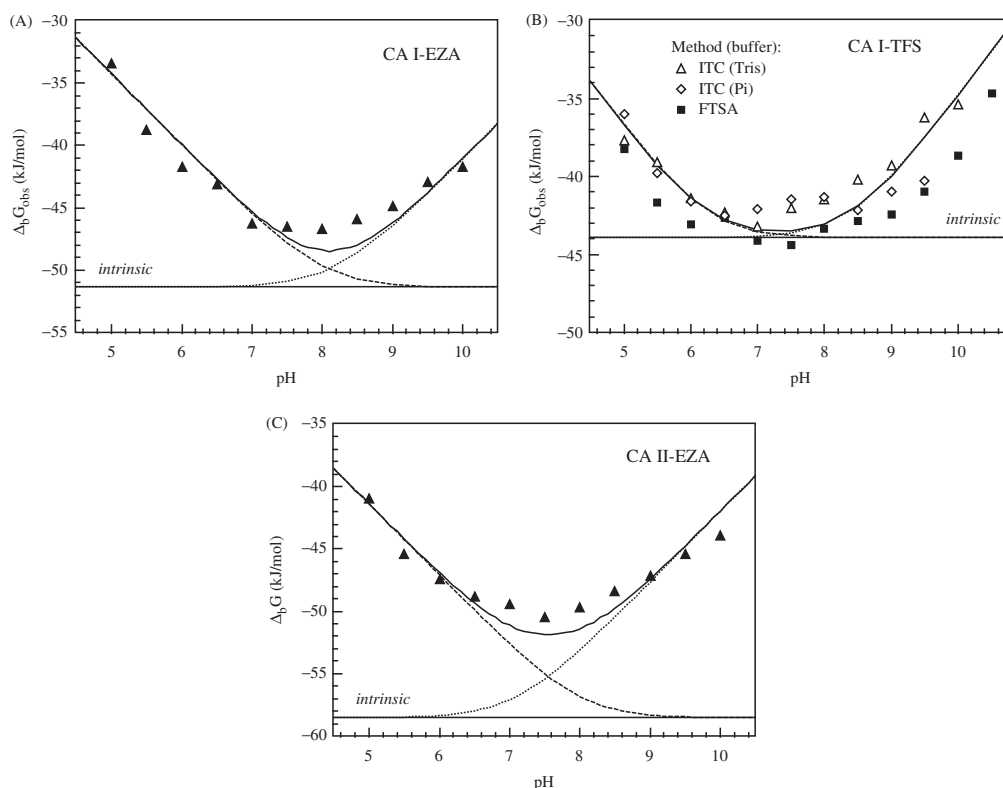 (A)
CA I-EZA
Δ_bG_obs (kJ/mol)
−30
−35
−40
−45
−50
−55
intrinsic
5 6 7 8 9 10
pH
(B)
CA I-TFS
Method (buffer):
△ ITC (Tris)
◇ ITC (Pi)
■ FTSA
Δ_bG_obs (kJ/mol)
−30
−35
−40
−45
−50
intrinsic
5 6 7 8 9 10
pH
(C)
CA II-EZA
Δ_bG (kJ/mol)
−35
−40
−45
−50
−55
−60
intrinsic
5 6 7 8 9 10
pH